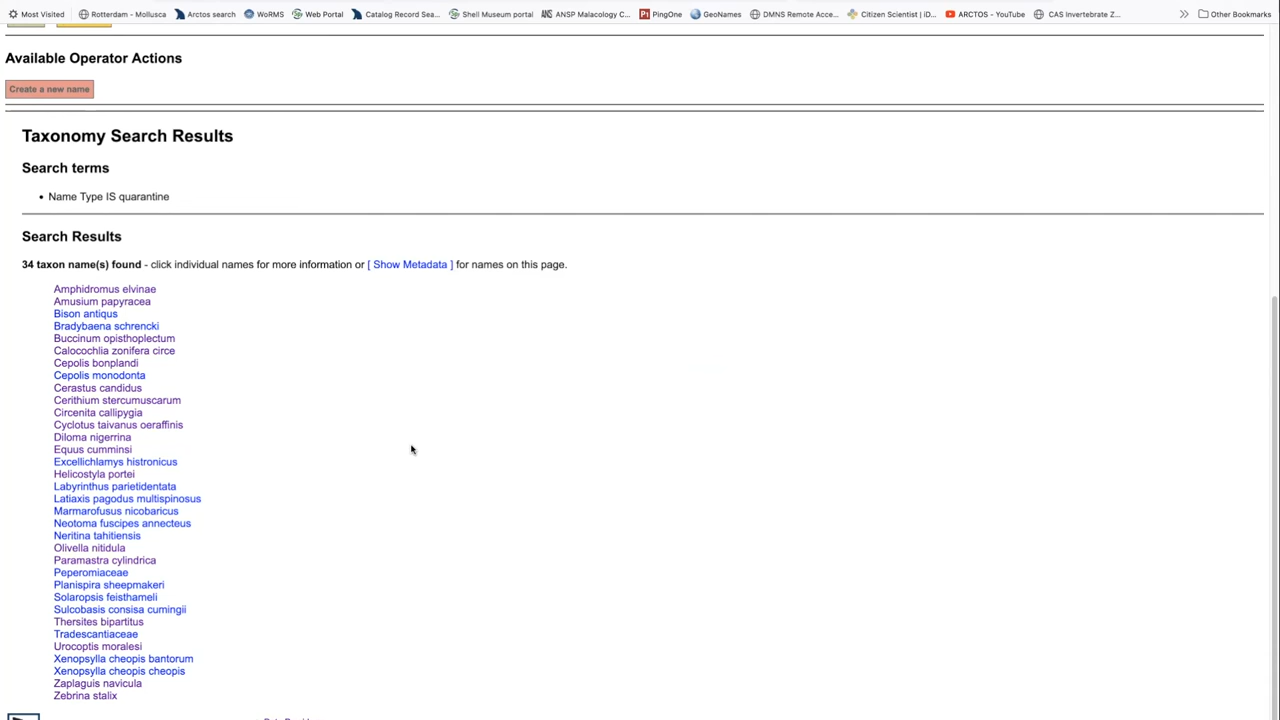 Most Visited Rotterdam - Mollusca Arctos search WoRMS Web Portal Catalog Record Sea... Shell Museum portal ANSP Malacology C... PingOne GeoNames DMNS Remote Acce... Citizen Scientist | iD... ARCTOS - YouTube CAS Invertebrate Z... Other Bookmarks
Available Operator Actions
Create a new name
Taxonomy Search Results
Search terms
• Name Type IS quarantine
Search Results
34 taxon name(s) found - click individual names for more information or [ Show Metadata ] for names on this page.
Amphidromus elvinae
Amusium papyracea
Bison antiqus
Bradybaena schrencki
Buccinum opisthoplectum
Calocochlia zonifera circe
Cepolis bonplandi
Cepolis monodonta
Cerastus candidus
Cerithium stercumuscarum
Circenita callipygia
Cyclotus taivanus oeraffinis
Diloma nigerrina
Equus cumminsi
Excellichlamys histronicus
Helicostyla portei
Labyrinthus parietidentata
Latiaxis pagodus multispinosus
Marmarofusus nicobaricus
Neotoma fuscipes annecteus
Neritina tahitiensis
Olivella nitidula
Paramastra cylindrica
Peperomiaceae
Planispira sheepmakeri
Solaropsis feisthameli
Sulcobasis consisa cumingii
Thersites bipartitus
Tradescantiaceae
Urocoptis moralesi
Xenopsylla cheopis bantorum
Xenopsylla cheopis cheopis
Zaplaguis navicula
Zebrina stalix